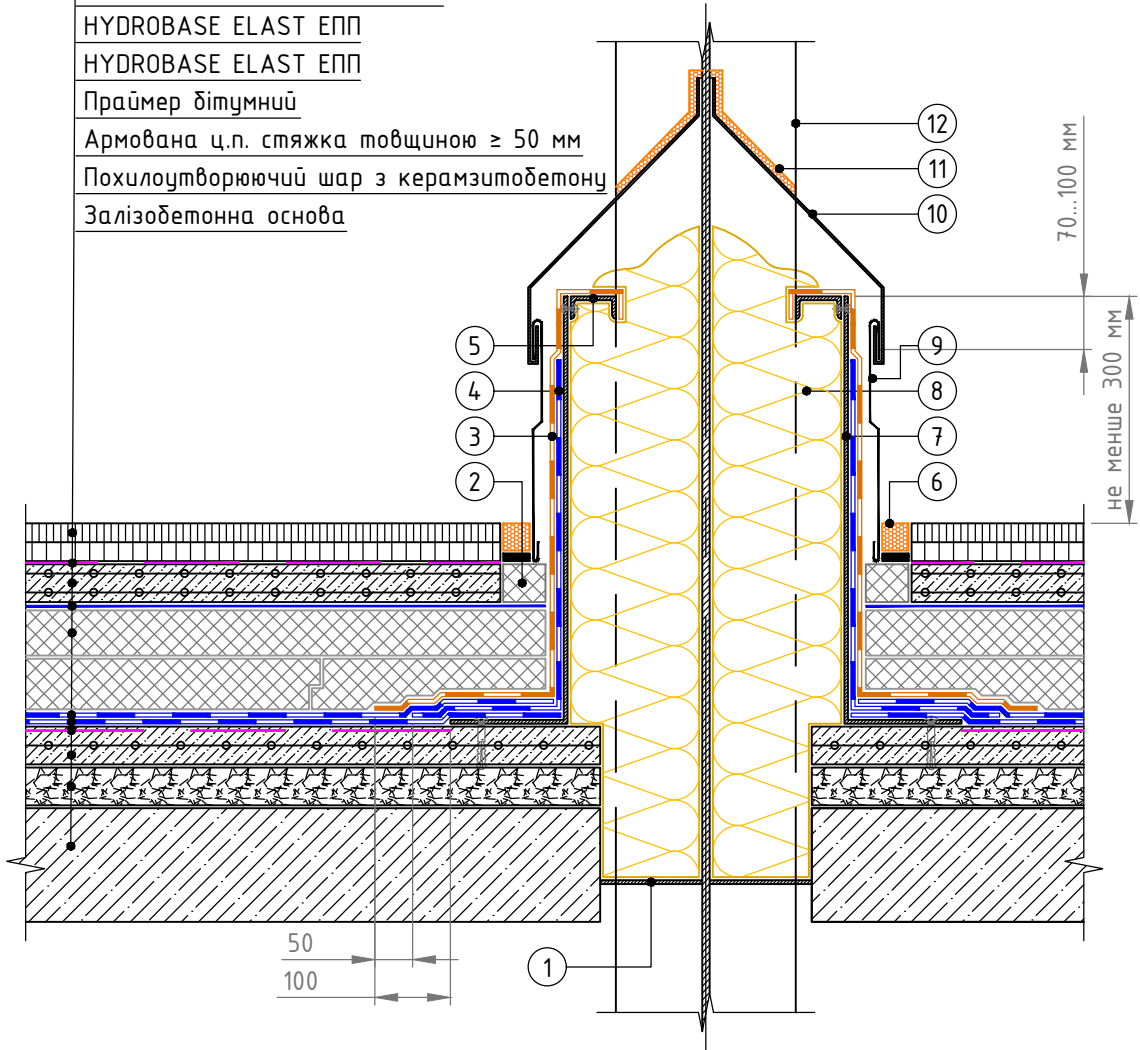 HYDROBASE ELAST ЕПП
HYDROBASE ELAST ЕПП
Праймер бітумний
Армована ц.п. стяжка товщиною ≥ 50 мм
Похилоутворюючий шар з керамзитобетону
Залізобетонна основа
12
11
10
70...100 мм
не менше 300 мм
5
9
4
8
3
7
2
6
50
100
1